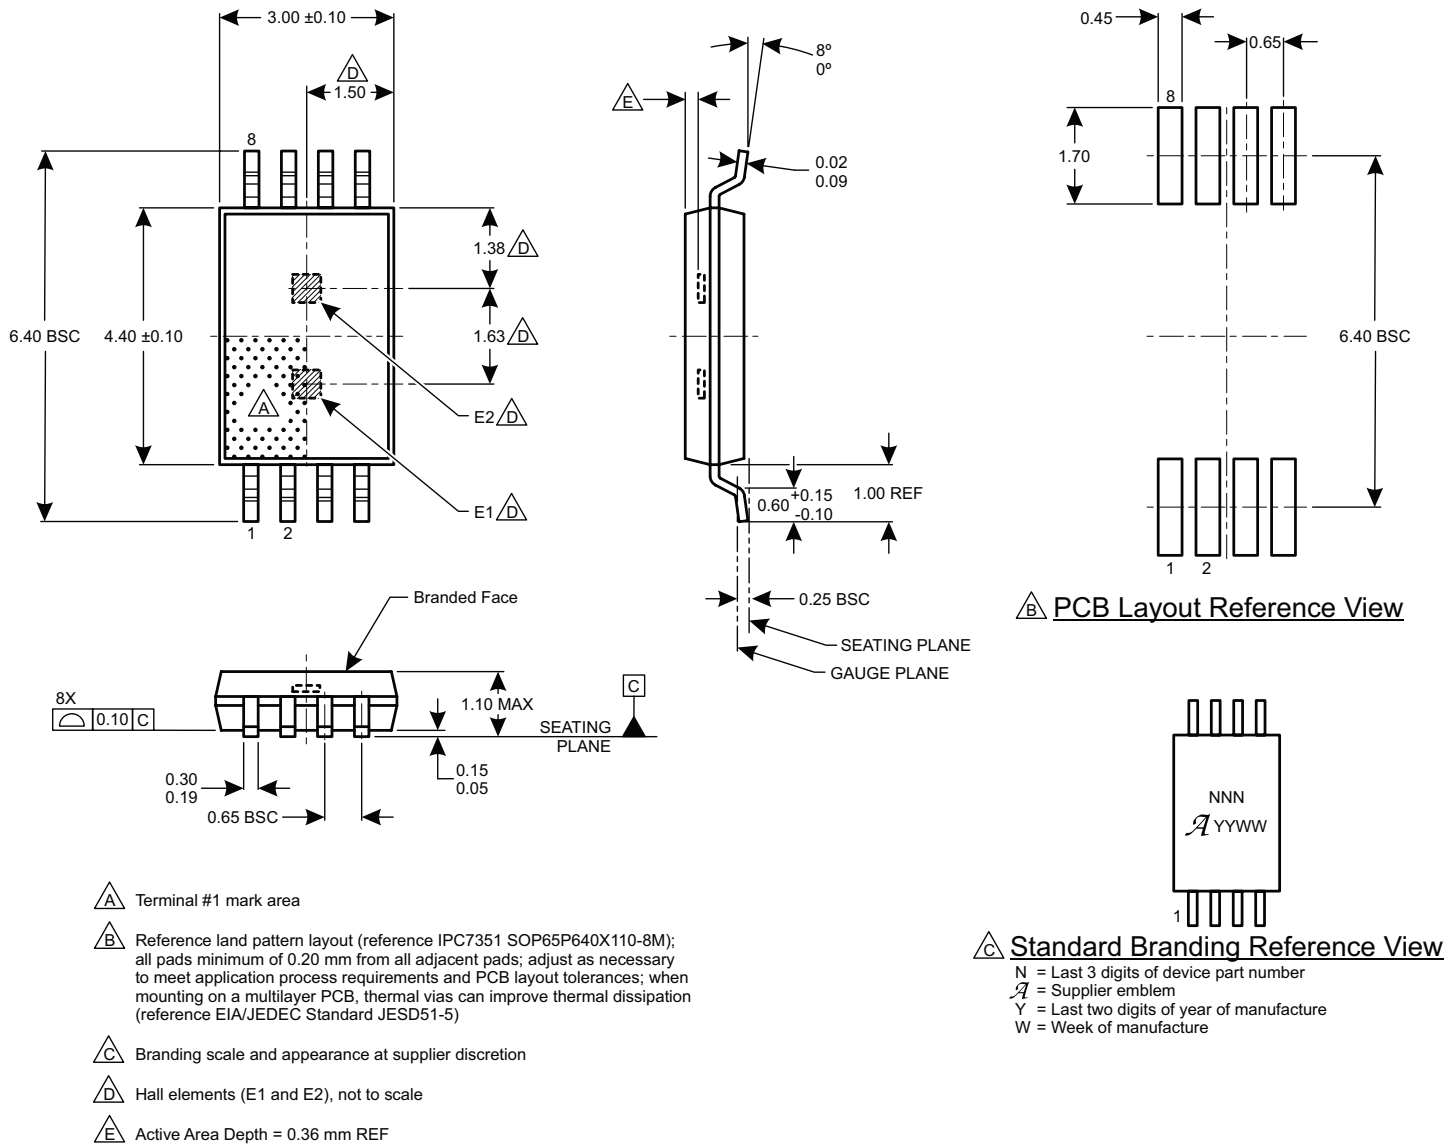 3.00 ±0.10
D
1.50
8
6.40 BSC
4.40 ±0.10
1.38 D
1.63 D
A
E2 D
E1 D
1 2
E
8º
0º
0.02
0.09
0.60 +0.15
-0.10
1.00 REF
0.25 BSC
SEATING PLANE
GAUGE PLANE
0.45
0.65
8
1.70
6.40 BSC
1 2
B PCB Layout Reference View
Branded Face
8X
0.10 C
1.10 MAX
C
SEATING
PLANE
0.30
0.19
0.65 BSC
0.15
0.05
NNN
A YYWW
1
C Standard Branding Reference View
N = Last 3 digits of device part number
A = Supplier emblem
Y = Last two digits of year of manufacture
W = Week of manufacture
A Terminal #1 mark area
B Reference land pattern layout (reference IPC7351 SOP65P640X110-8M);
all pads minimum of 0.20 mm from all adjacent pads; adjust as necessary
to meet application process requirements and PCB layout tolerances; when
mounting on a multilayer PCB, thermal vias can improve thermal dissipation
(reference EIA/JEDEC Standard JESD51-5)
C Branding scale and appearance at supplier discretion
D Hall elements (E1 and E2), not to scale
E Active Area Depth = 0.36 mm REF